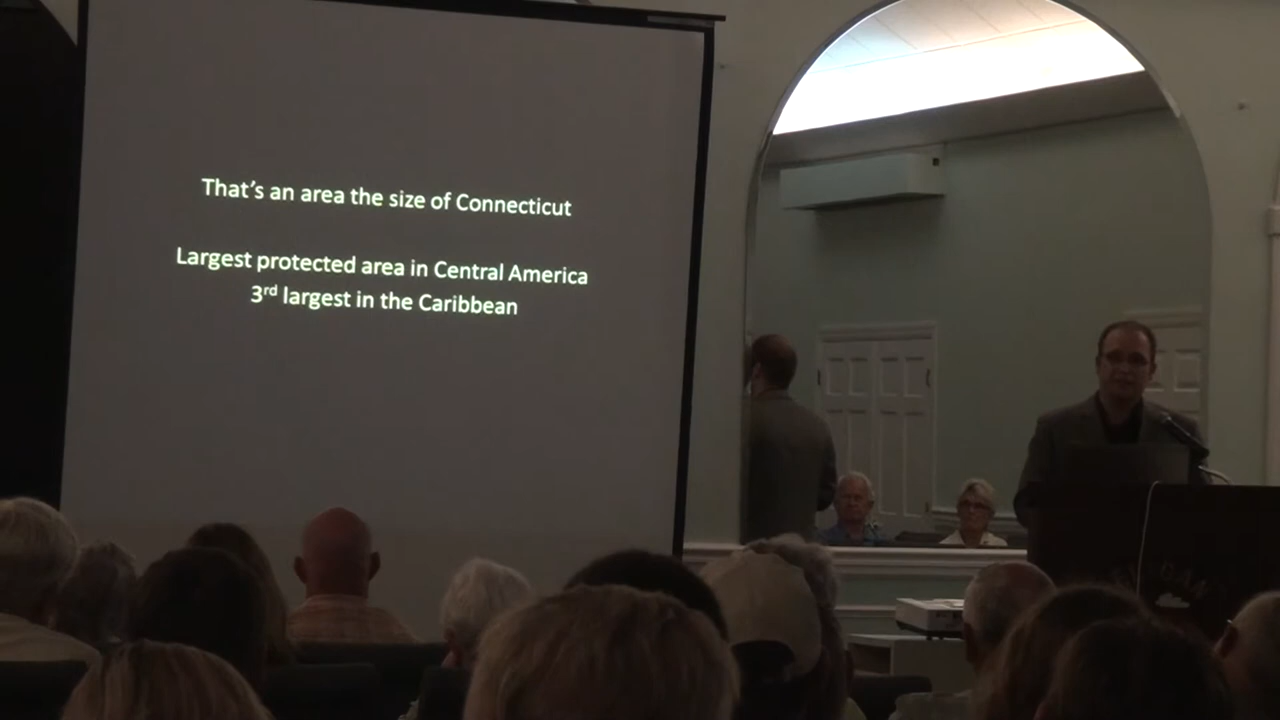 That's an area the size of Connecticut
Largest protected area in Central America
3rd largest in the Caribbean